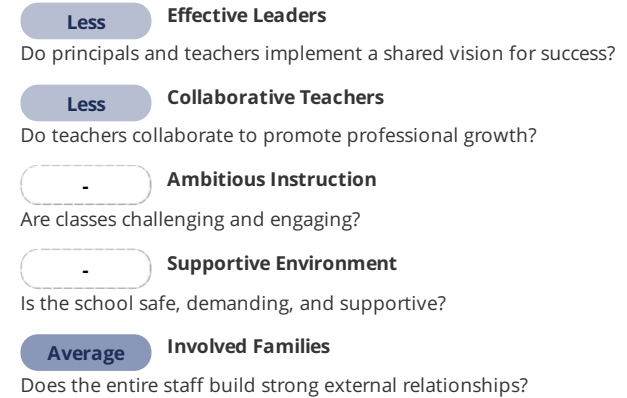 Less Effective Leaders
Do principals and teachers implement a shared vision for success?
Less Collaborative Teachers
Do teachers collaborate to promote professional growth?
- Ambitious Instruction
Are classes challenging and engaging?
- Supportive Environment
Is the school safe, demanding, and supportive?
Average Involved Families
Does the entire staff build strong external relationships?